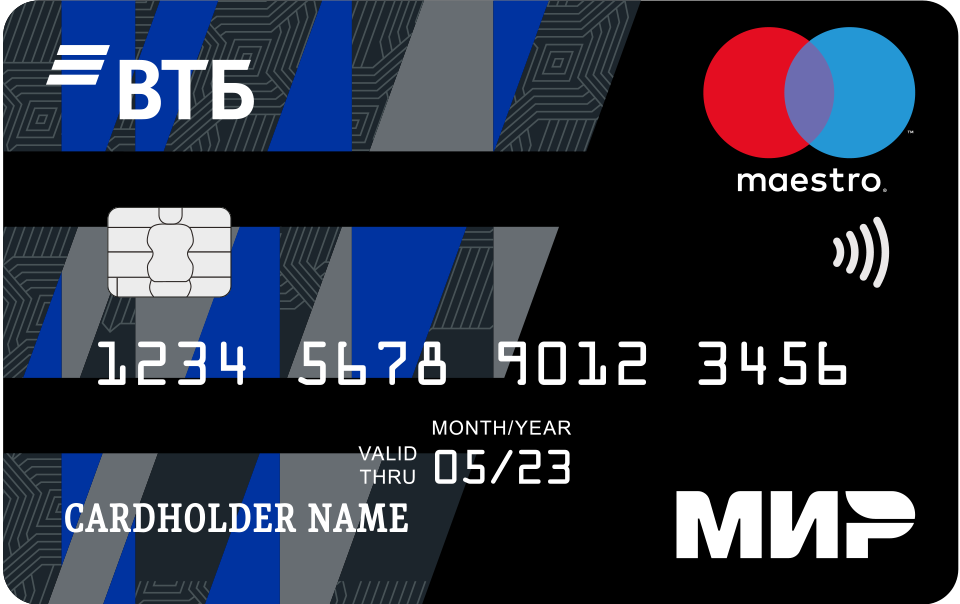 ВТБ
maestro
1234 5678 9012 3456
MONTH/YEAR
VALID
THRU
05/23
CARDHOLDER NAME
МИР